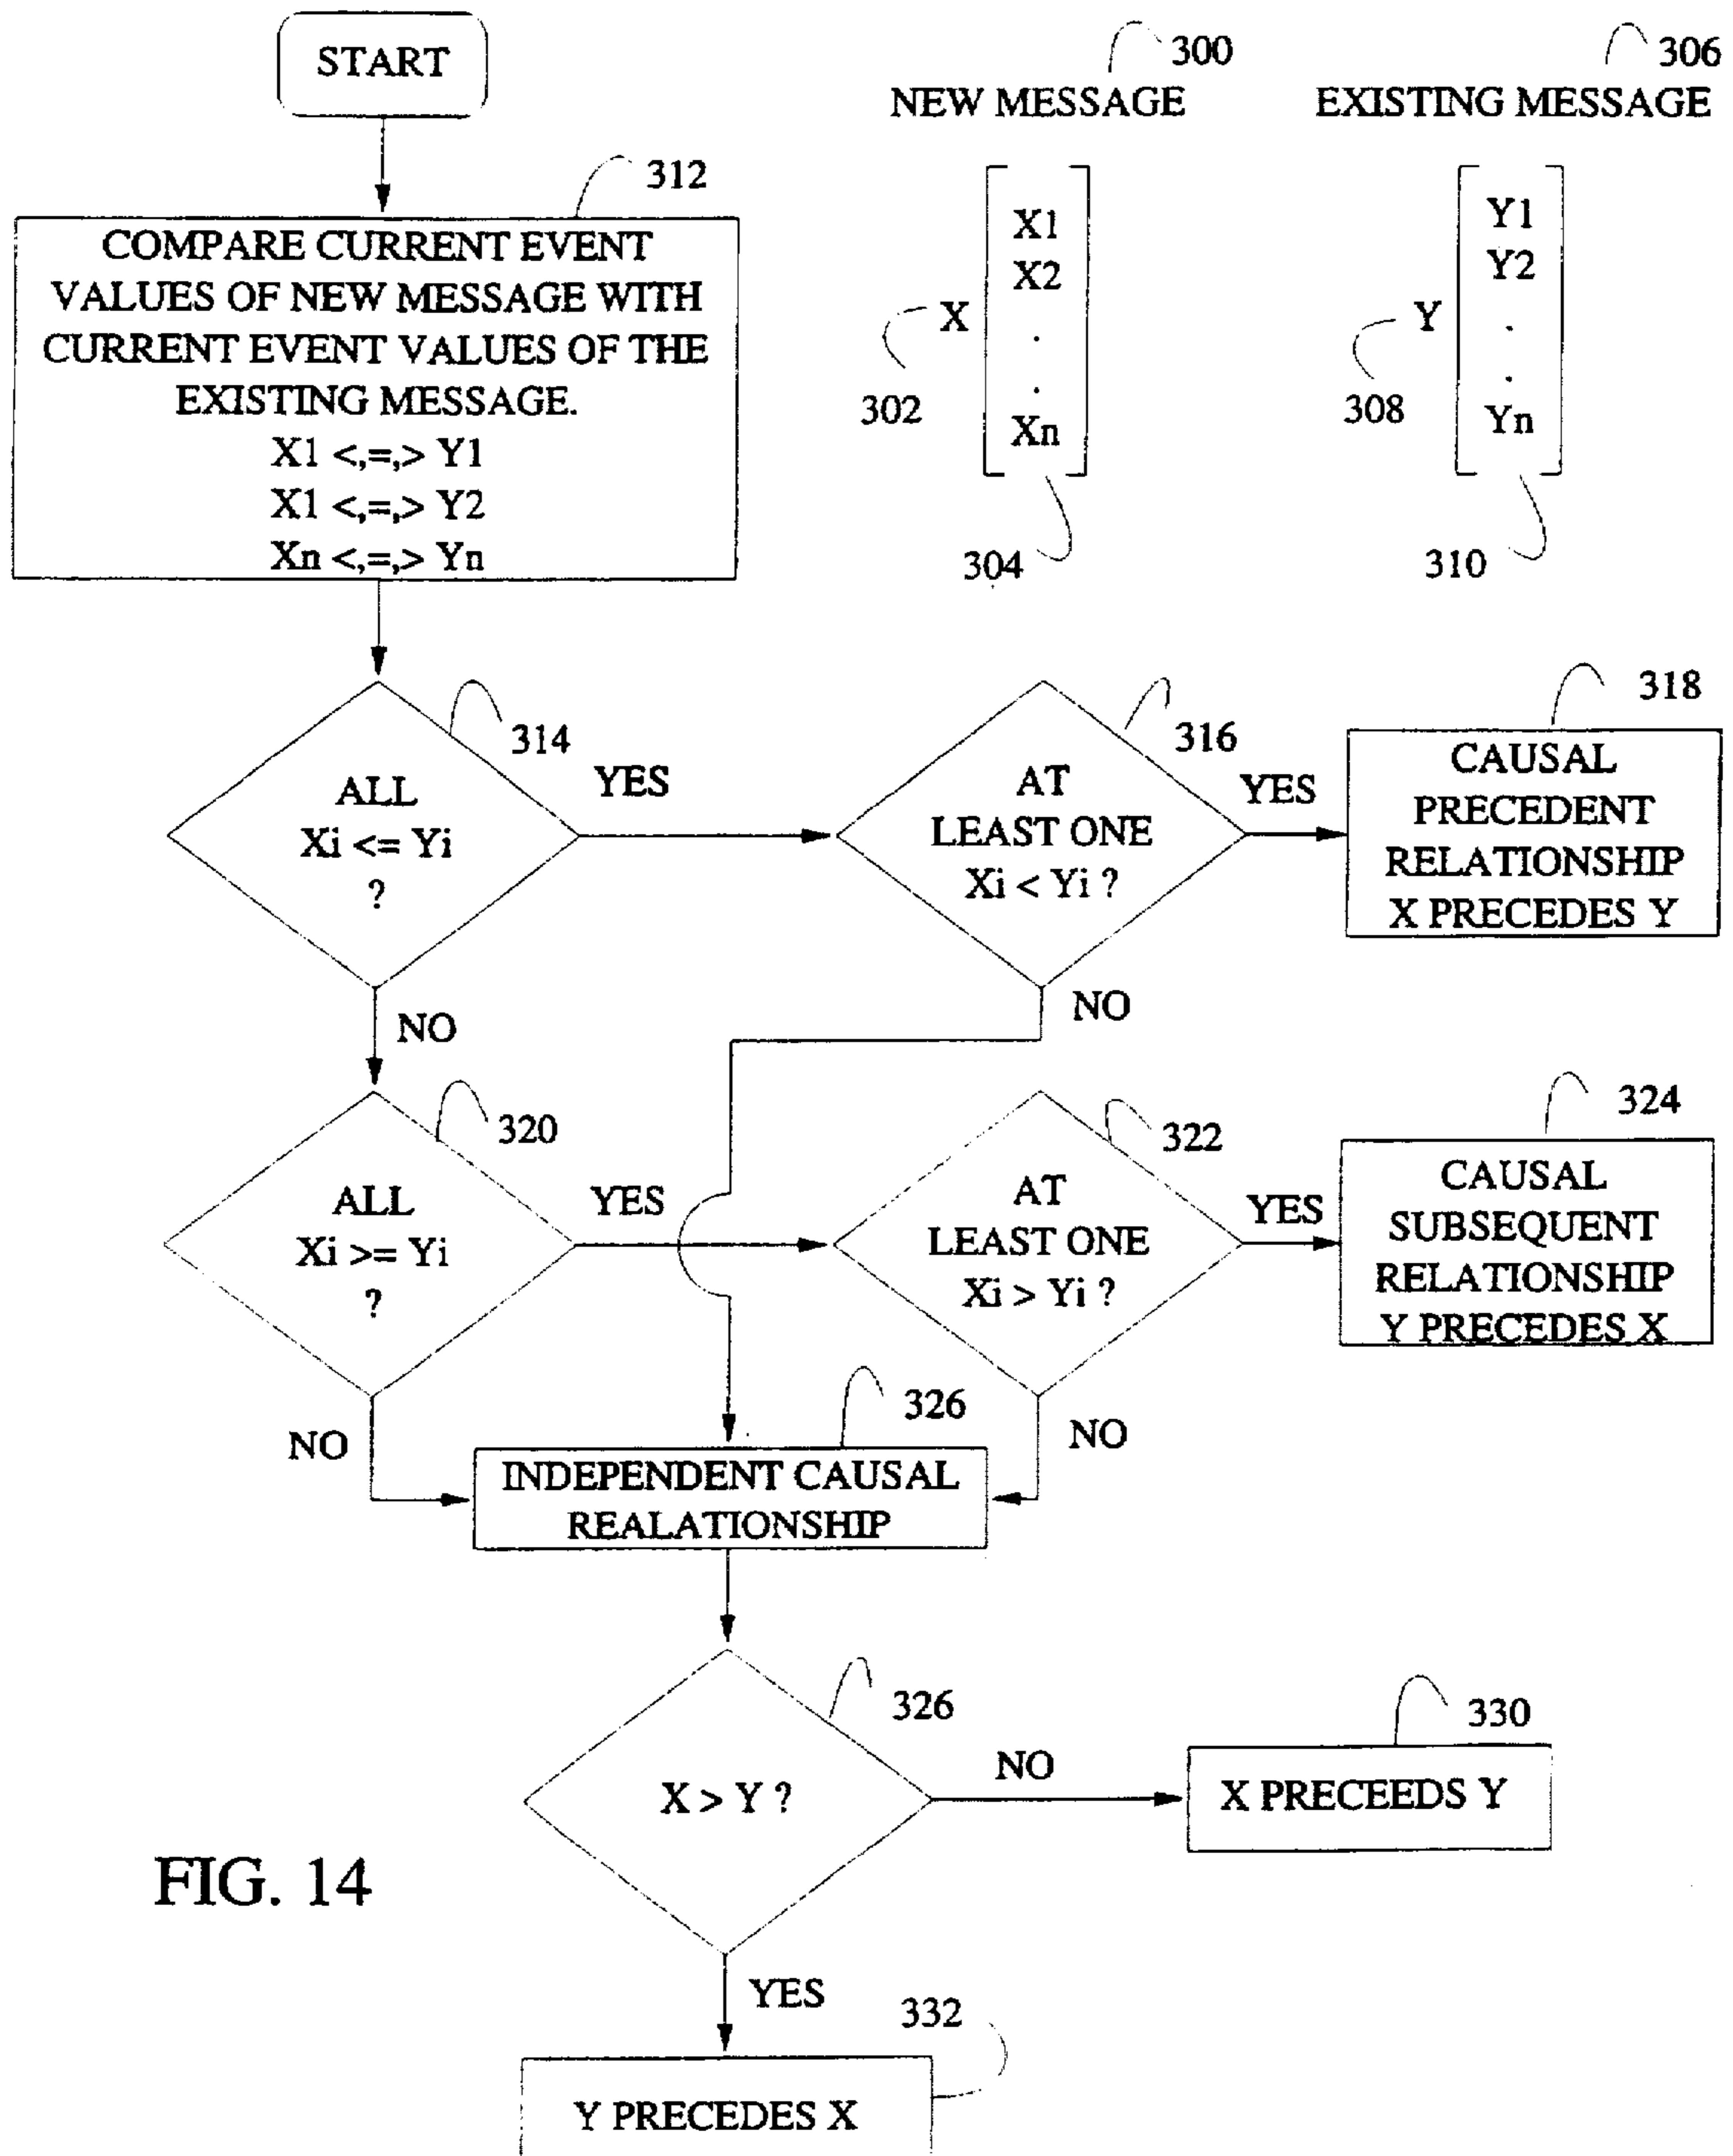 START
300
NEW MESSAGE
306
EXISTING MESSAGE
312
COMPARE CURRENT EVENT
VALUES OF NEW MESSAGE WITH
CURRENT EVENT VALUES OF THE
EXISTING MESSAGE.
X1 <,=,> Y1
X1 <,=,> Y2
Xn <,=,> Yn
X1
X2
.
.
Xn
X
302
304
Y1
Y2
.
.
Yn
Y
308
310
314
ALL
Xi <= Yi
?
YES
316
AT
LEAST ONE
Xi < Yi ?
YES
318
CAUSAL
PRECEDENT
RELATIONSHIP
X PRECEDES Y
NO
NO
320
ALL
Xi >= Yi
?
YES
322
AT
LEAST ONE
Xi > Yi ?
YES
324
CAUSAL
SUBSEQUENT
RELATIONSHIP
Y PRECEDES X
NO
NO
326
INDEPENDENT CAUSAL
REALATIONSHIP
326
X > Y ?
NO
330
X PRECEEDS Y
YES
332
Y PRECEDES X
FIG. 14